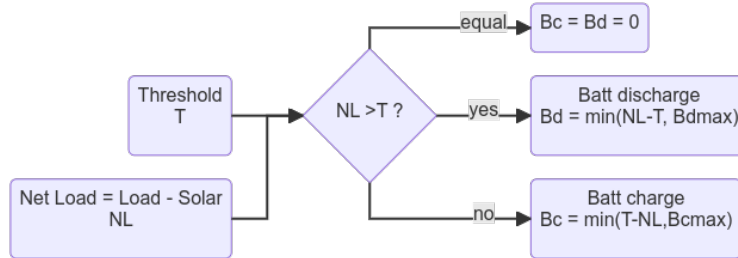 equal
Bc = Bd = 0
Threshold
T
NL >T ?
yes
Batt discharge
Bd = min(NL-T, Bdmax)
Net Load = Load - Solar
NL
no
Batt charge
Bc = min(T-NL,Bcmax)